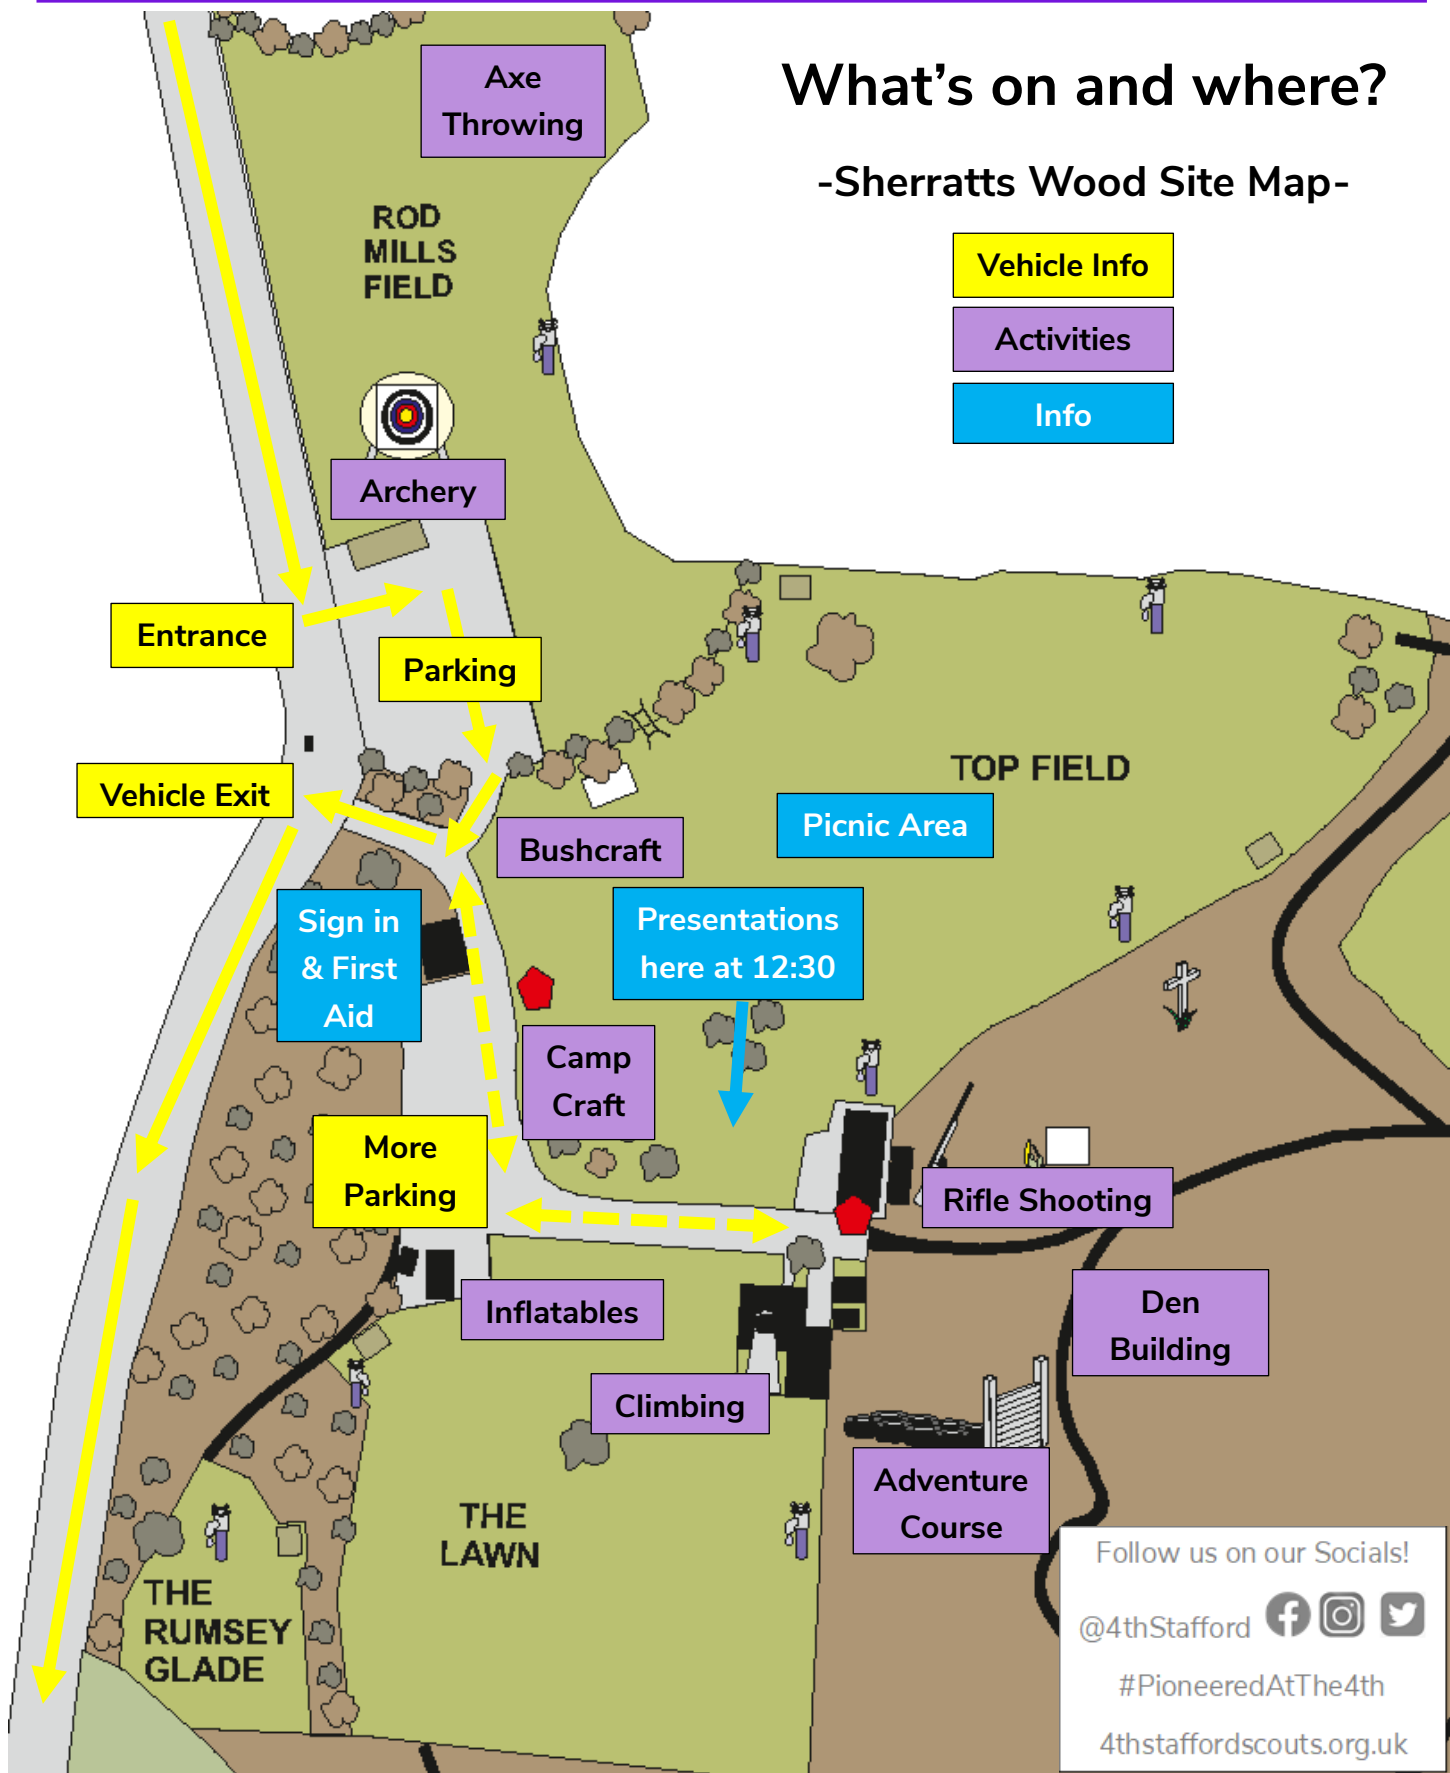 What's on and where?
-Sherratts Wood Site Map-
Vehicle Info
Activities
Info
Axe
Throwing
ROD
MILLS
FIELD
Archery
Entrance
Parking
Vehicle Exit
TOP FIELD
Picnic Area
Bushcraft
Sign in
& First
Aid
Presentations
here at 12:30
Camp
Craft
More
Parking
Rifle Shooting
Inflatables
Den
Building
Climbing
Adventure
Course
THE
LAWN
THE
RUMSEY
GLADE
Follow us on our Socials!
@4thStafford
#PioneeredAtThe4th
4thstaffordscouts.org.uk